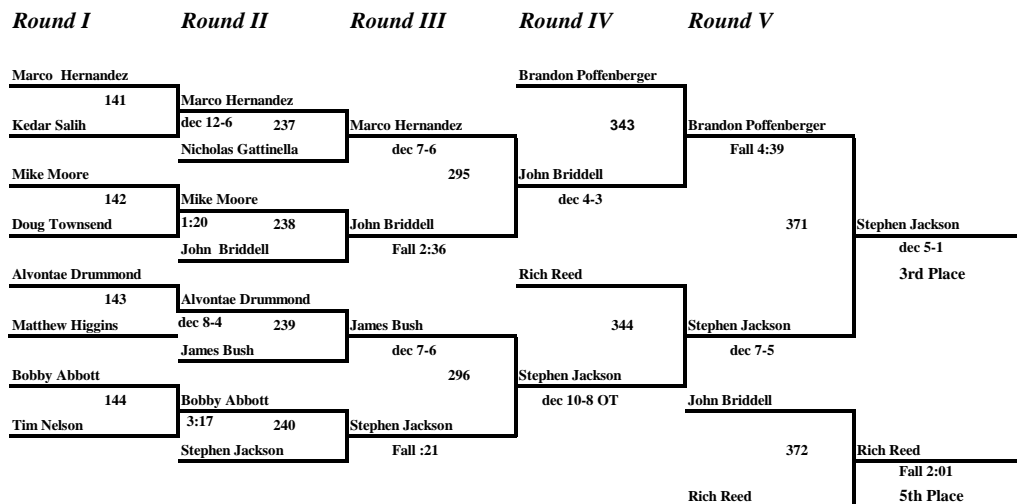 Round I Round II Round III Round IV Round V
Marco Hernandez
Brandon Poffenberger
141
Marco Hernandez
Kedar Salih
dec 12-6
237
Marco Hernandez
343
Brandon Poffenberger
Nicholas Gattinella
dec 7-6
Fall 4:39
Mike Moore
295
John Briddell
142
Mike Moore
dec 4-3
Doug Townsend
1:20
238
John Briddell
371
Stephen Jackson
John Briddell
Fall 2:36
dec 5-1
Alvontae Drummond
Rich Reed
3rd Place
143
Alvontae Drummond
Matthew Higgins
dec 8-4
239
James Bush
344
Stephen Jackson
James Bush
dec 7-6
dec 7-5
Bobby Abbott
296
Stephen Jackson
144
Bobby Abbott
dec 10-8 OT
John Briddell
Tim Nelson
3:17
240
Stephen Jackson
Stephen Jackson
Fall :21
372
Rich Reed
Fall 2:01
Rich Reed
5th Place